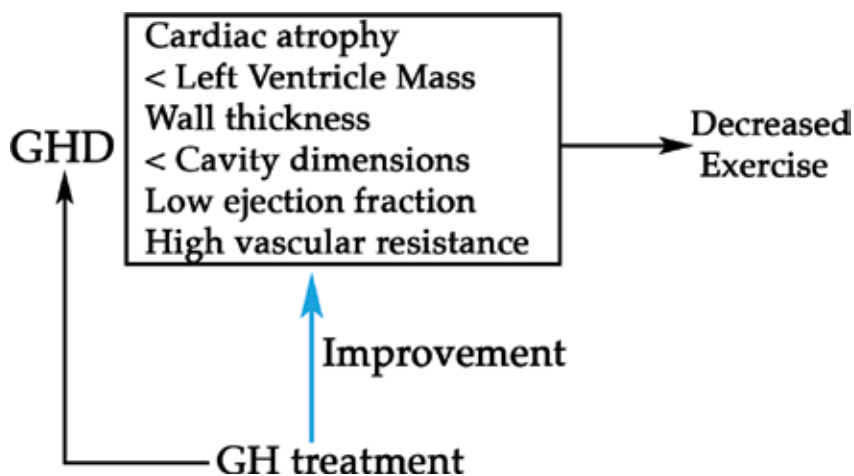 Cardiac atrophy
< Left Ventricle Mass
Wall thickness
< Cavity dimensions
Low ejection fraction
High vascular resistance
GHD
Decreased
Exercise
Improvement
GH treatment